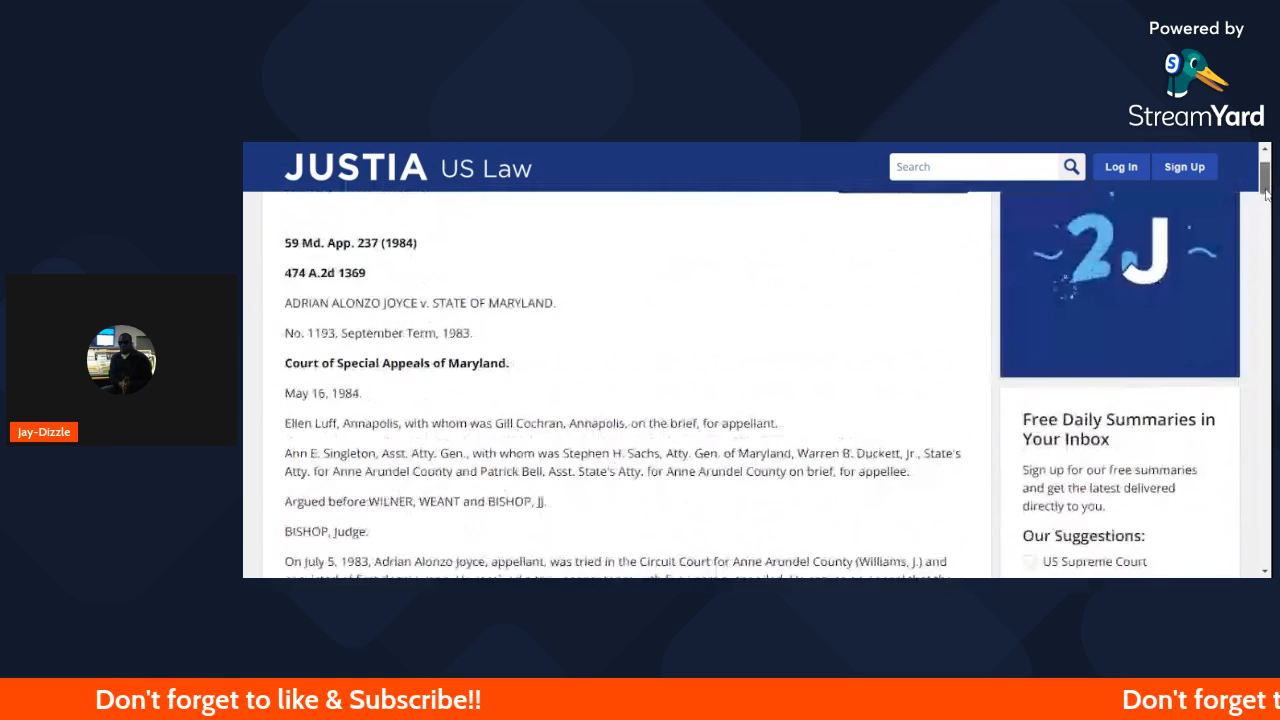 Powered by
S
StreamYard
JUSTIA US Law
Search
Log In
Sign Up
2J
59 Md. App. 237 (1984)
474 A.2d 1369
ADRIAN ALONZO JOYCE v. STATE OF MARYLAND.
No. 1193, September Term, 1983.
Court of Special Appeals of Maryland.
May 16, 1984.
Ellen Luff, Annapolis, with whom was Gill Cochran, Annapolis, on the brief, for appellant.
Ann E. Singleton, Asst. Atty. Gen., with whom was Stephen H. Sachs, Atty. Gen. of Maryland, Warren B. Duckett, Jr., State's
Atty. for Anne Arundel County and Patrick Bell, Asst. State's Atty. for Anne Arundel County on brief, for appellee.
Argued before WILNER, WEANT and BISHOP, JJ.
BISHOP, Judge.
On July 5, 1983, Adrian Alonzo Joyce, appellant, was tried in the Circuit Court for Anne Arundel County (Williams, J.) and
Free Daily Summaries in
Your Inbox
Sign up for our free summaries
and get the latest delivered
directly to you.
Our Suggestions:
US Supreme Court
Jay-Dizzle
Don't forget to like & Subscribe!!
Don't forget t